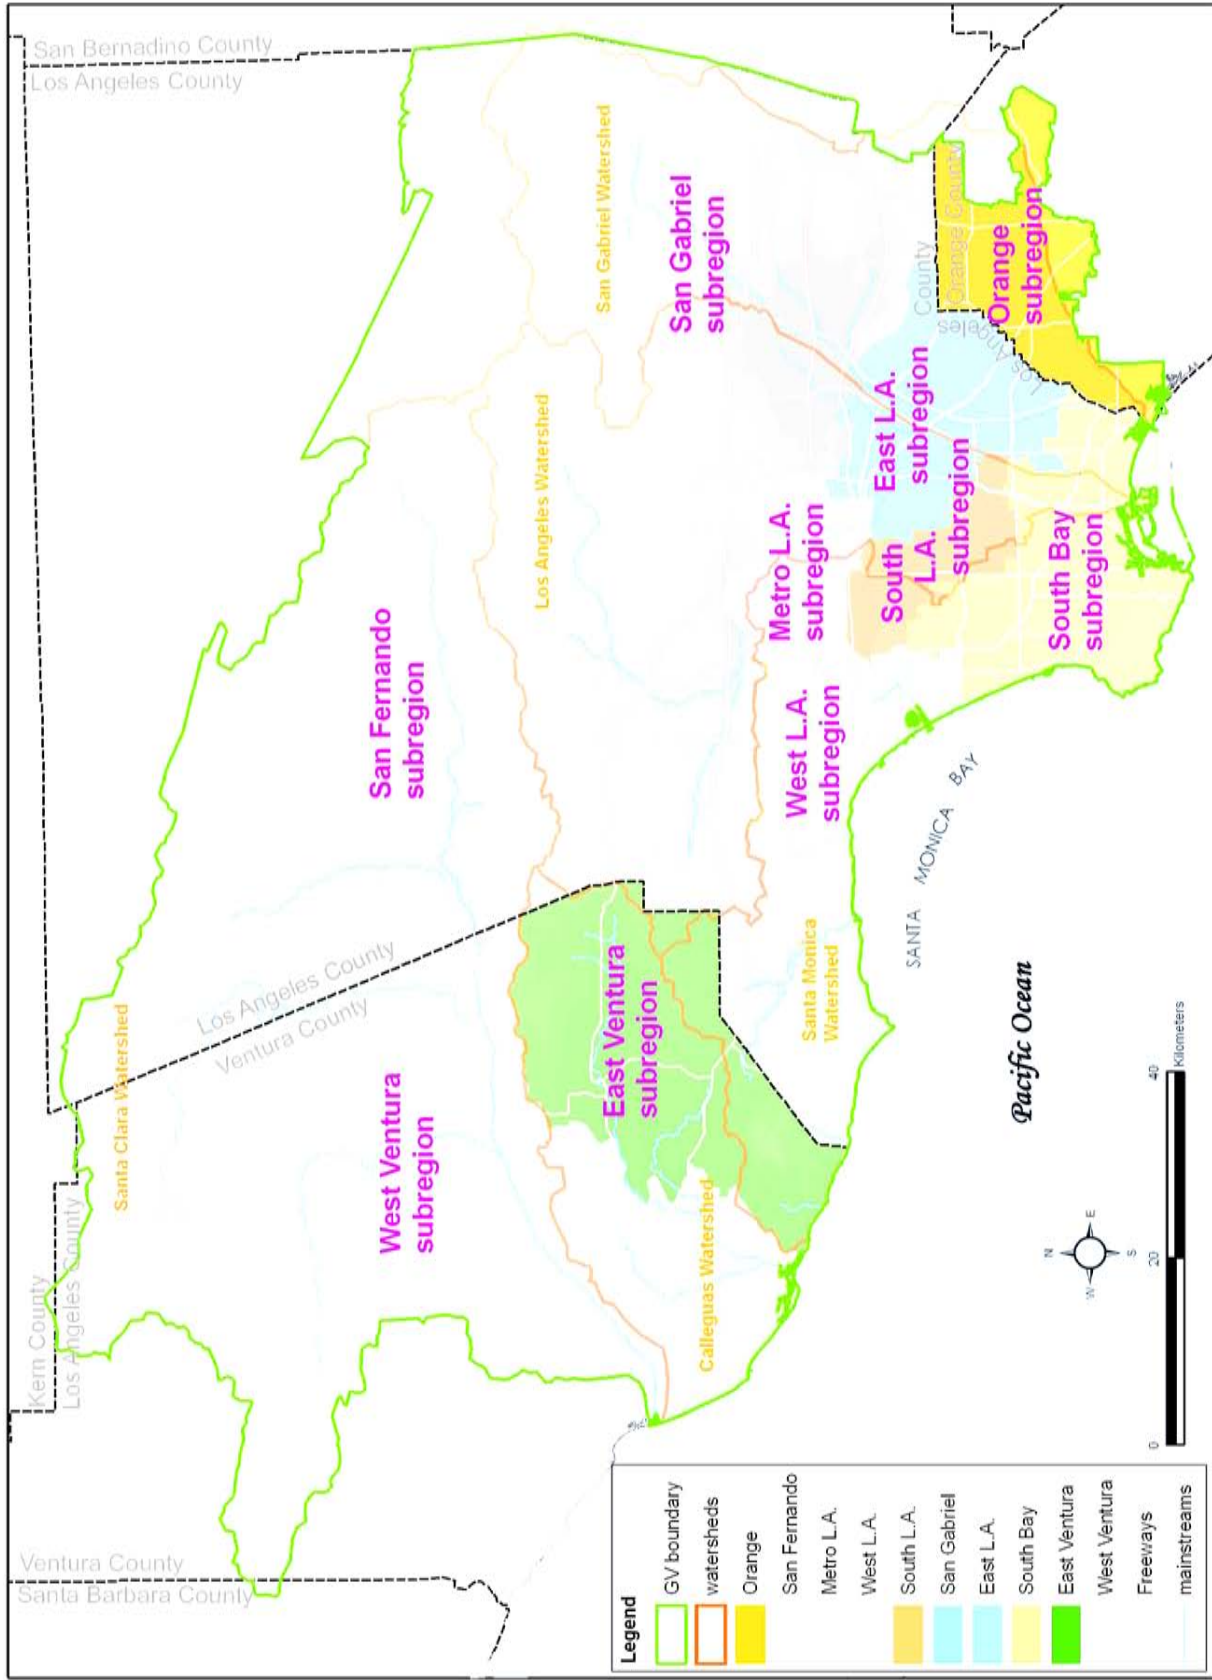 San Bernadino County
Los Angeles County
Kern County
Los Angeles County
Ventura County
Santa Barbara County
Los Angeles County
Ventura County
Los Angeles County
Orange County
Santa Clara Watershed
San Gabriel Watershed
Los Angeles Watershed
Santa Monica
Watershed
Calleguas Watershed
San Fernando
subregion
San Gabriel
subregion
West Ventura
subregion
East Ventura
subregion
Metro L.A.
subregion
West L.A.
subregion
East L.A.
subregion
South
L.A.
subregion
South Bay
subregion
Orange
subregion
SANTA MONICA BAY
Pacific Ocean
N
W
E
S
0
20
40
Kilometers
Legend
GV boundary
watersheds
Orange
San Fernando
Metro L.A.
West L.A.
South L.A.
San Gabriel
East L.A.
South Bay
East Ventura
West Ventura
Freeways
mainstreams